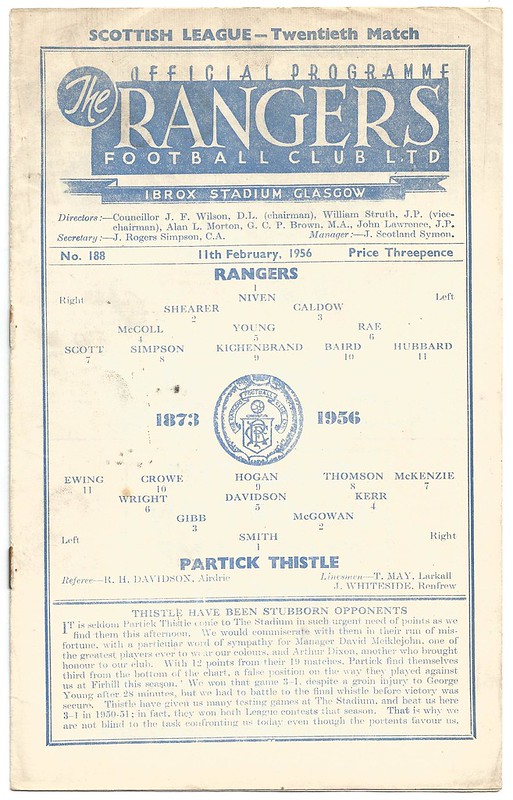 SCOTTISH LEAGUE — Twentieth Match
OFFICIAL PROGRAMME
The RANGERS
FOOTBALL CLUB LTD
IBROX STADIUM GLASGOW
Directors:—Councillor J. F. Wilson, D.L. (chairman), William Struth, J.P. (vice-
chairman), Alan L. Morton, G. C. P. Brown, M.A., John Lawrence, J.P.
Secretary:—J. Rogers Simpson, C.A. Manager:—J. Scotland Symon.
No. 188 11th February, 1956 Price Threepence
RANGERS
1
Right NIVEN Left
SHEARER CALDOW
2 3
McCOLL YOUNG RAE
4 5 6
SCOTT SIMPSON KICHENBRAND BAIRD HUBBARD
7 8 9 10 11
1873 1956
EWING CROWE HOGAN THOMSON McKENZIE
11 10 9 8 7
WRIGHT DAVIDSON KERR
6 5 4
GIBB McGOWAN
3 2
Left SMITH Right
1
PARTICK THISTLE
Referee—R. H. DAVIDSON, Airdrie Linesmen—T. MAY, Larkall
J. WHITESIDE, Renfrew
THISTLE HAVE BEEN STUBBORN OPPONENTS
IT is seldom Partick Thistle come to The Stadium in such urgent need of points as we
find them this afternoon. We would commiserate with them in their run of mis-
fortune, with a particular word of sympathy for Manager David Meiklejohn, one of
the greatest players ever to wear our colours, and Arthur Dixon, another who brought
honour to our club. With 12 points from their 19 matches, Partick find themselves
third from the bottom of the chart, a false position on the way they played against
us at Firhill this season. We won that game 3-1, despite a groin injury to George
Young after 28 minutes, but we had to battle to the final whistle before victory was
secure. Thistle have given us many testing games at The Stadium, and beat us here
3-1 in 1950-51; in fact, they won both League contests that season. That is why we
are not blind to the task confronting us today even though the portents favour us.